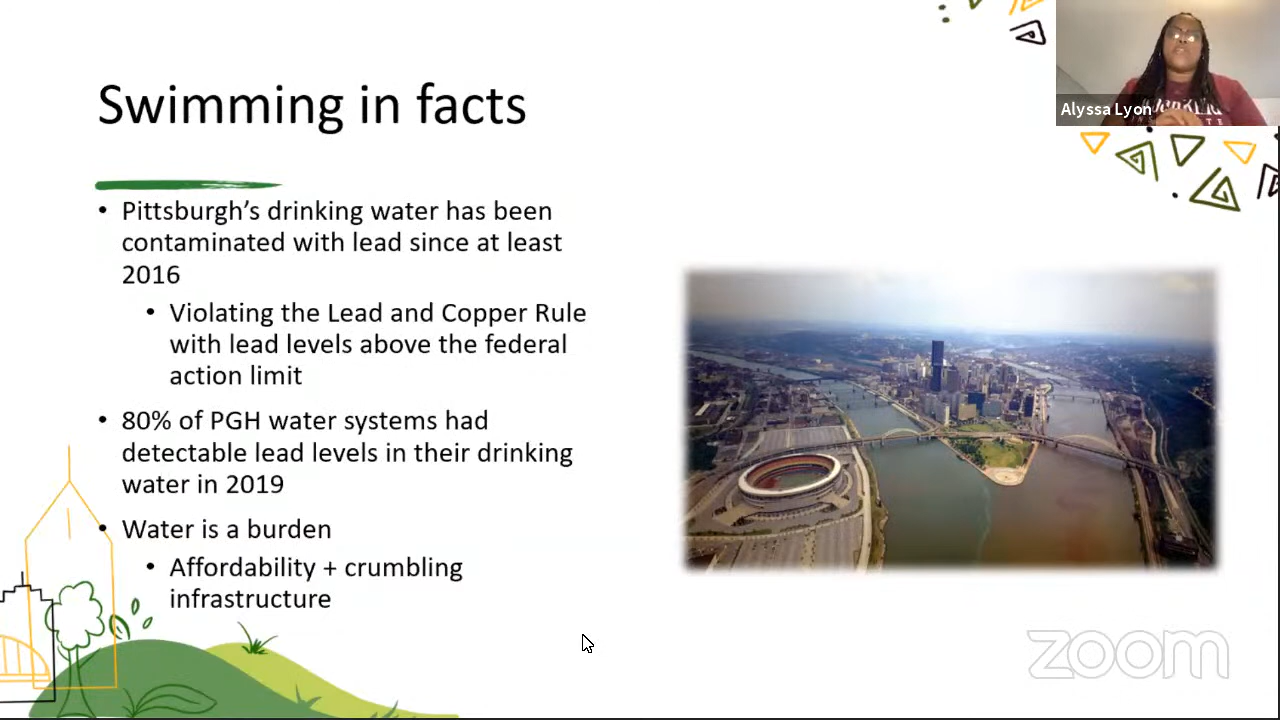 Swimming in facts
Alyssa Lyon
• Pittsburgh’s drinking water has been
contaminated with lead since at least
2016
• Violating the Lead and Copper Rule
with lead levels above the federal
action limit
• 80% of PGH water systems had
detectable lead levels in their drinking
water in 2019
• Water is a burden
• Affordability + crumbling
infrastructure
zoom